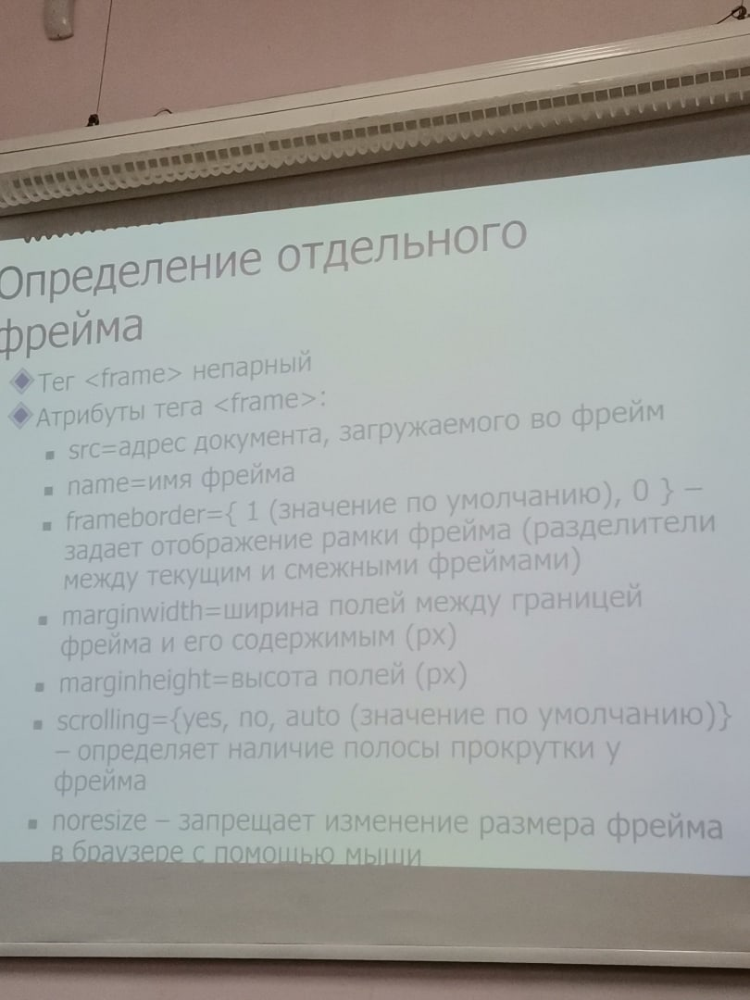 Определение отдельного
фрейма
Тег <frame> непарный
Атрибуты тега <frame>:
src=адрес документа, загружаемого во фрейм
name=имя фрейма
frameborder={ 1 (значение по умолчанию), 0 } –
задает отображение рамки фрейма (разделители
между текущим и смежными фреймами)
marginwidth=ширина полей между границей
фрейма и его содержимым (px)
marginheight=высота полей (px)
scrolling={yes, no, auto (значение по умолчанию)}
– определяет наличие полосы прокрутки у
фрейма
noresize – запрещает изменение размера фрейма
в браузере с помощью мыши